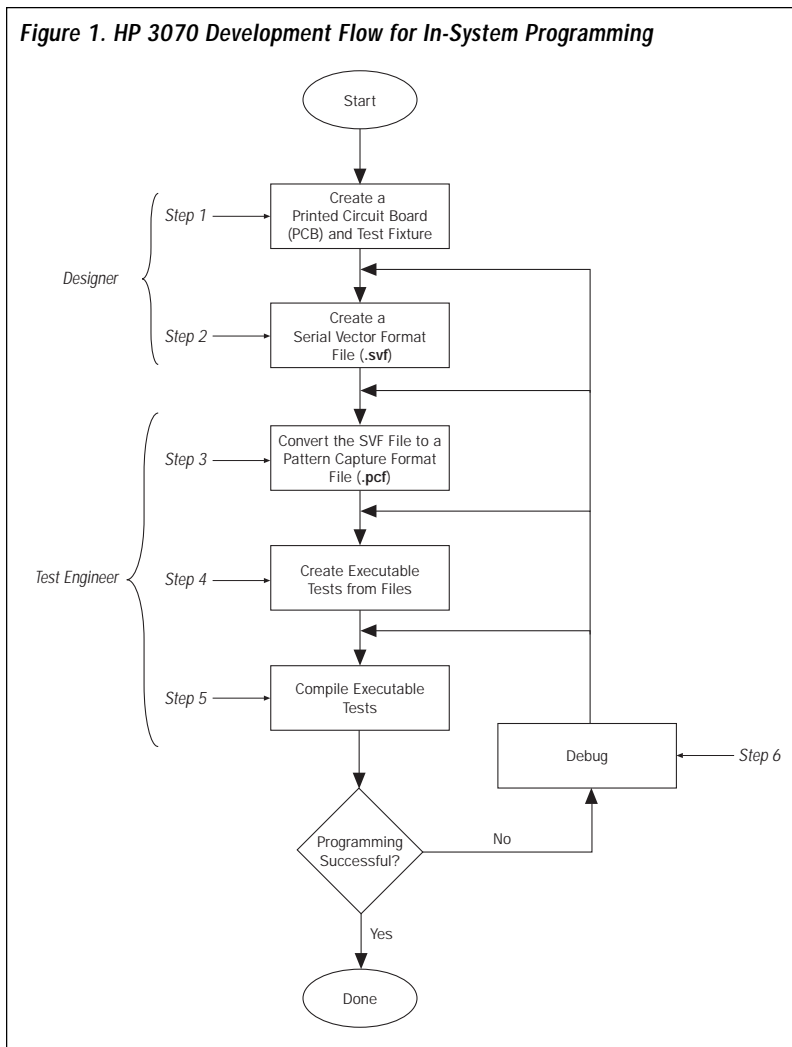 Figure 1. HP 3070 Development Flow for In-System Programming
Start
Step 1
Create a
Printed Circuit Board
(PCB) and Test Fixture
Designer
Step 2
Create a
Serial Vector Format
File (.svf)
Step 3
Convert the SVF File to a
Pattern Capture Format
File (.pcf)
Test Engineer
Step 4
Create Executable
Tests from Files
Step 5
Compile Executable
Tests
Debug
Step 6
Programming
Successful?
No
Yes
Done